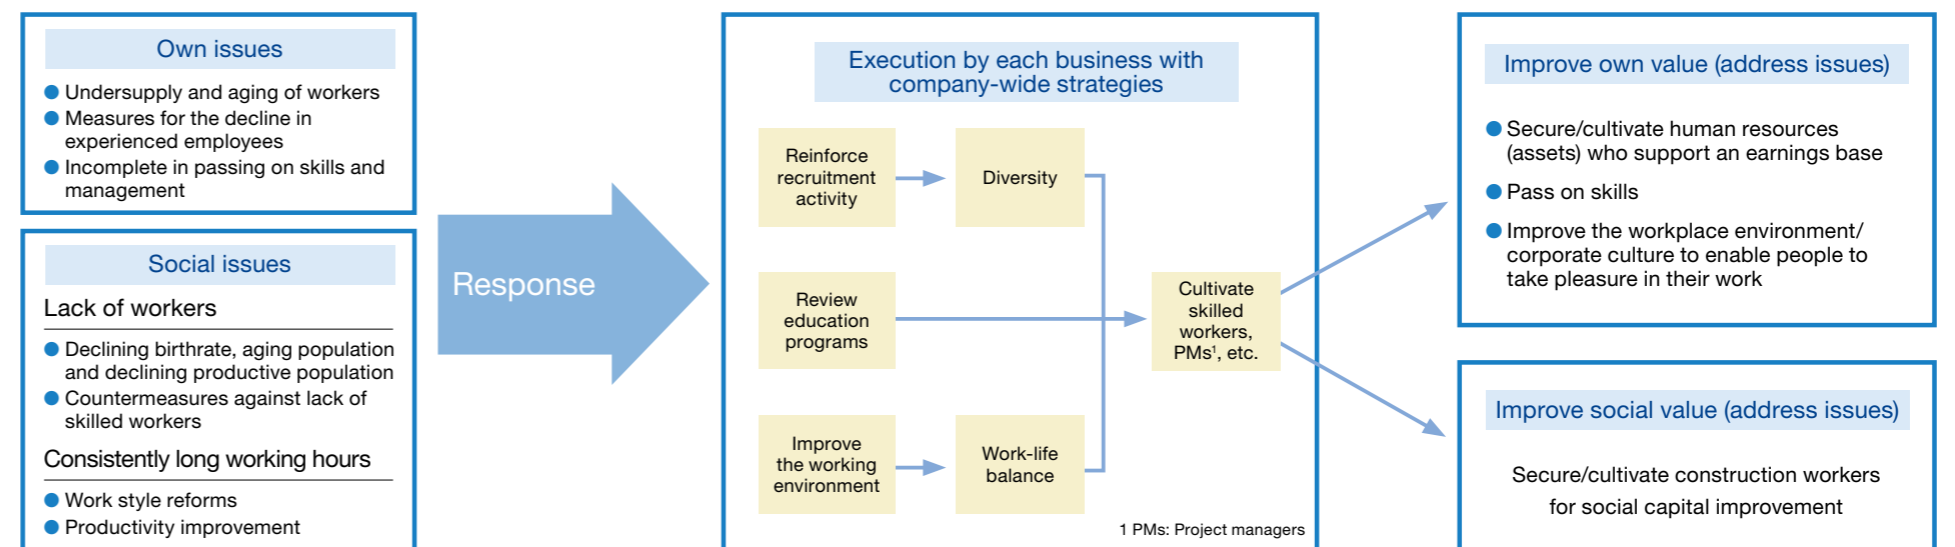 Own issues
● Undersupply and aging of workers
● Measures for the decline in
experienced employees
● Incomplete in passing on skills and
management
Social issues
Lack of workers
● Declining birthrate, aging population
and declining productive population
● Countermeasures against lack of
skilled workers
Consistently long working hours
● Work style reforms
● Productivity improvement
Response
Execution by each business with
company-wide strategies
Reinforce
recruitment
activity
Diversity
Review
education
programs
Cultivate
skilled
workers,
PMs¹, etc.
Improve
the working
environment
Work-life
balance
1 PMs: Project managers
Improve own value (address issues)
● Secure/cultivate human resources
(assets) who support an earnings base
● Pass on skills
● Improve the workplace environment/
corporate culture to enable people to
take pleasure in their work
Improve social value (address issues)
Secure/cultivate construction workers
for social capital improvement